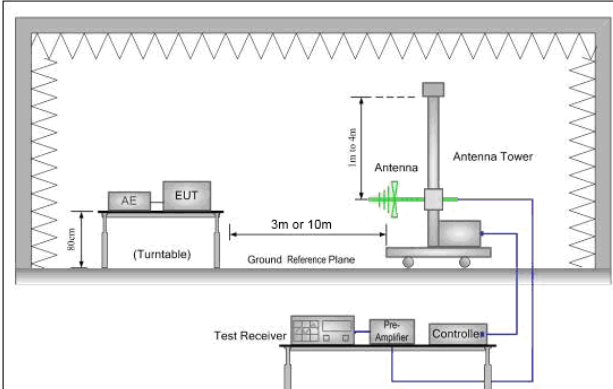 1m to 4m
Antenna
Antenna Tower
AE
EUT
80cm
(Turntable)
3m or 10m
Ground Reference Plane
Test Receiver
Pre-
Amplifier
Controller